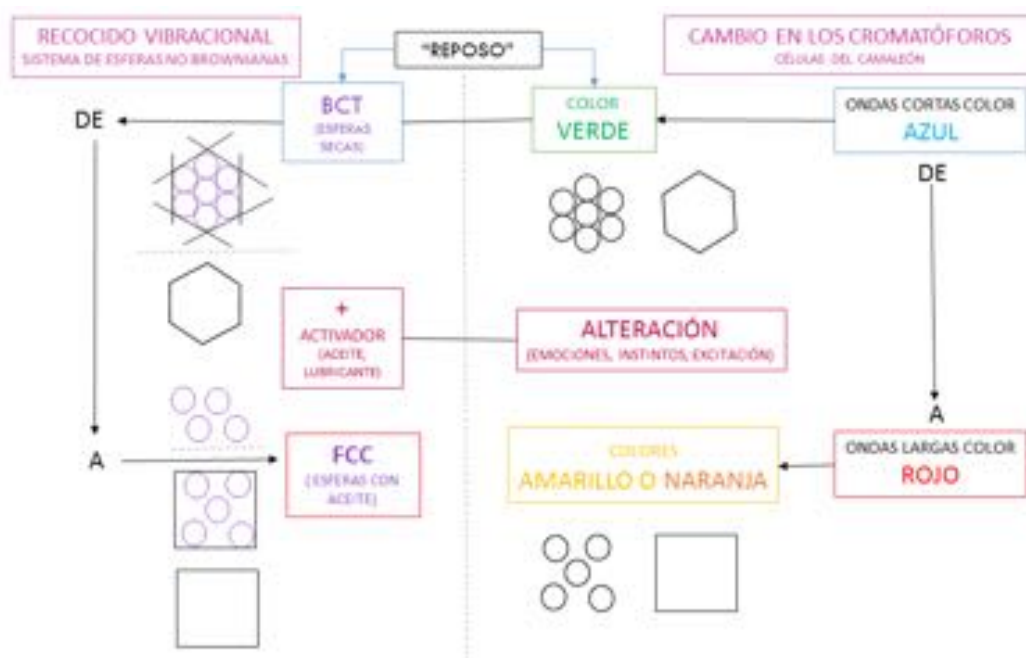 RECOCIDO VIBRACIONAL
SISTEMA DE ESFERAS NO BROWNIANAS
"REPOSO"
CAMBIO EN LOS CROMATÓFOROS
CÉLULAS DEL CAMALEÓN
DE
BCT
(ESFERAS
SECAS)
COLOR
VERDE
ONDAS CORTAS COLOR
AZUL
DE
+
ACTIVADOR
(ACEITE,
LUBRICANTE)
ALTERACIÓN
(EMOCIONES, INSTINTOS, EXCITACIÓN)
A
A
FCC
(ESFERAS CON
ACEITE)
COLORES
AMARILLO O NARANJA
ONDAS LARGAS COLOR
ROJO